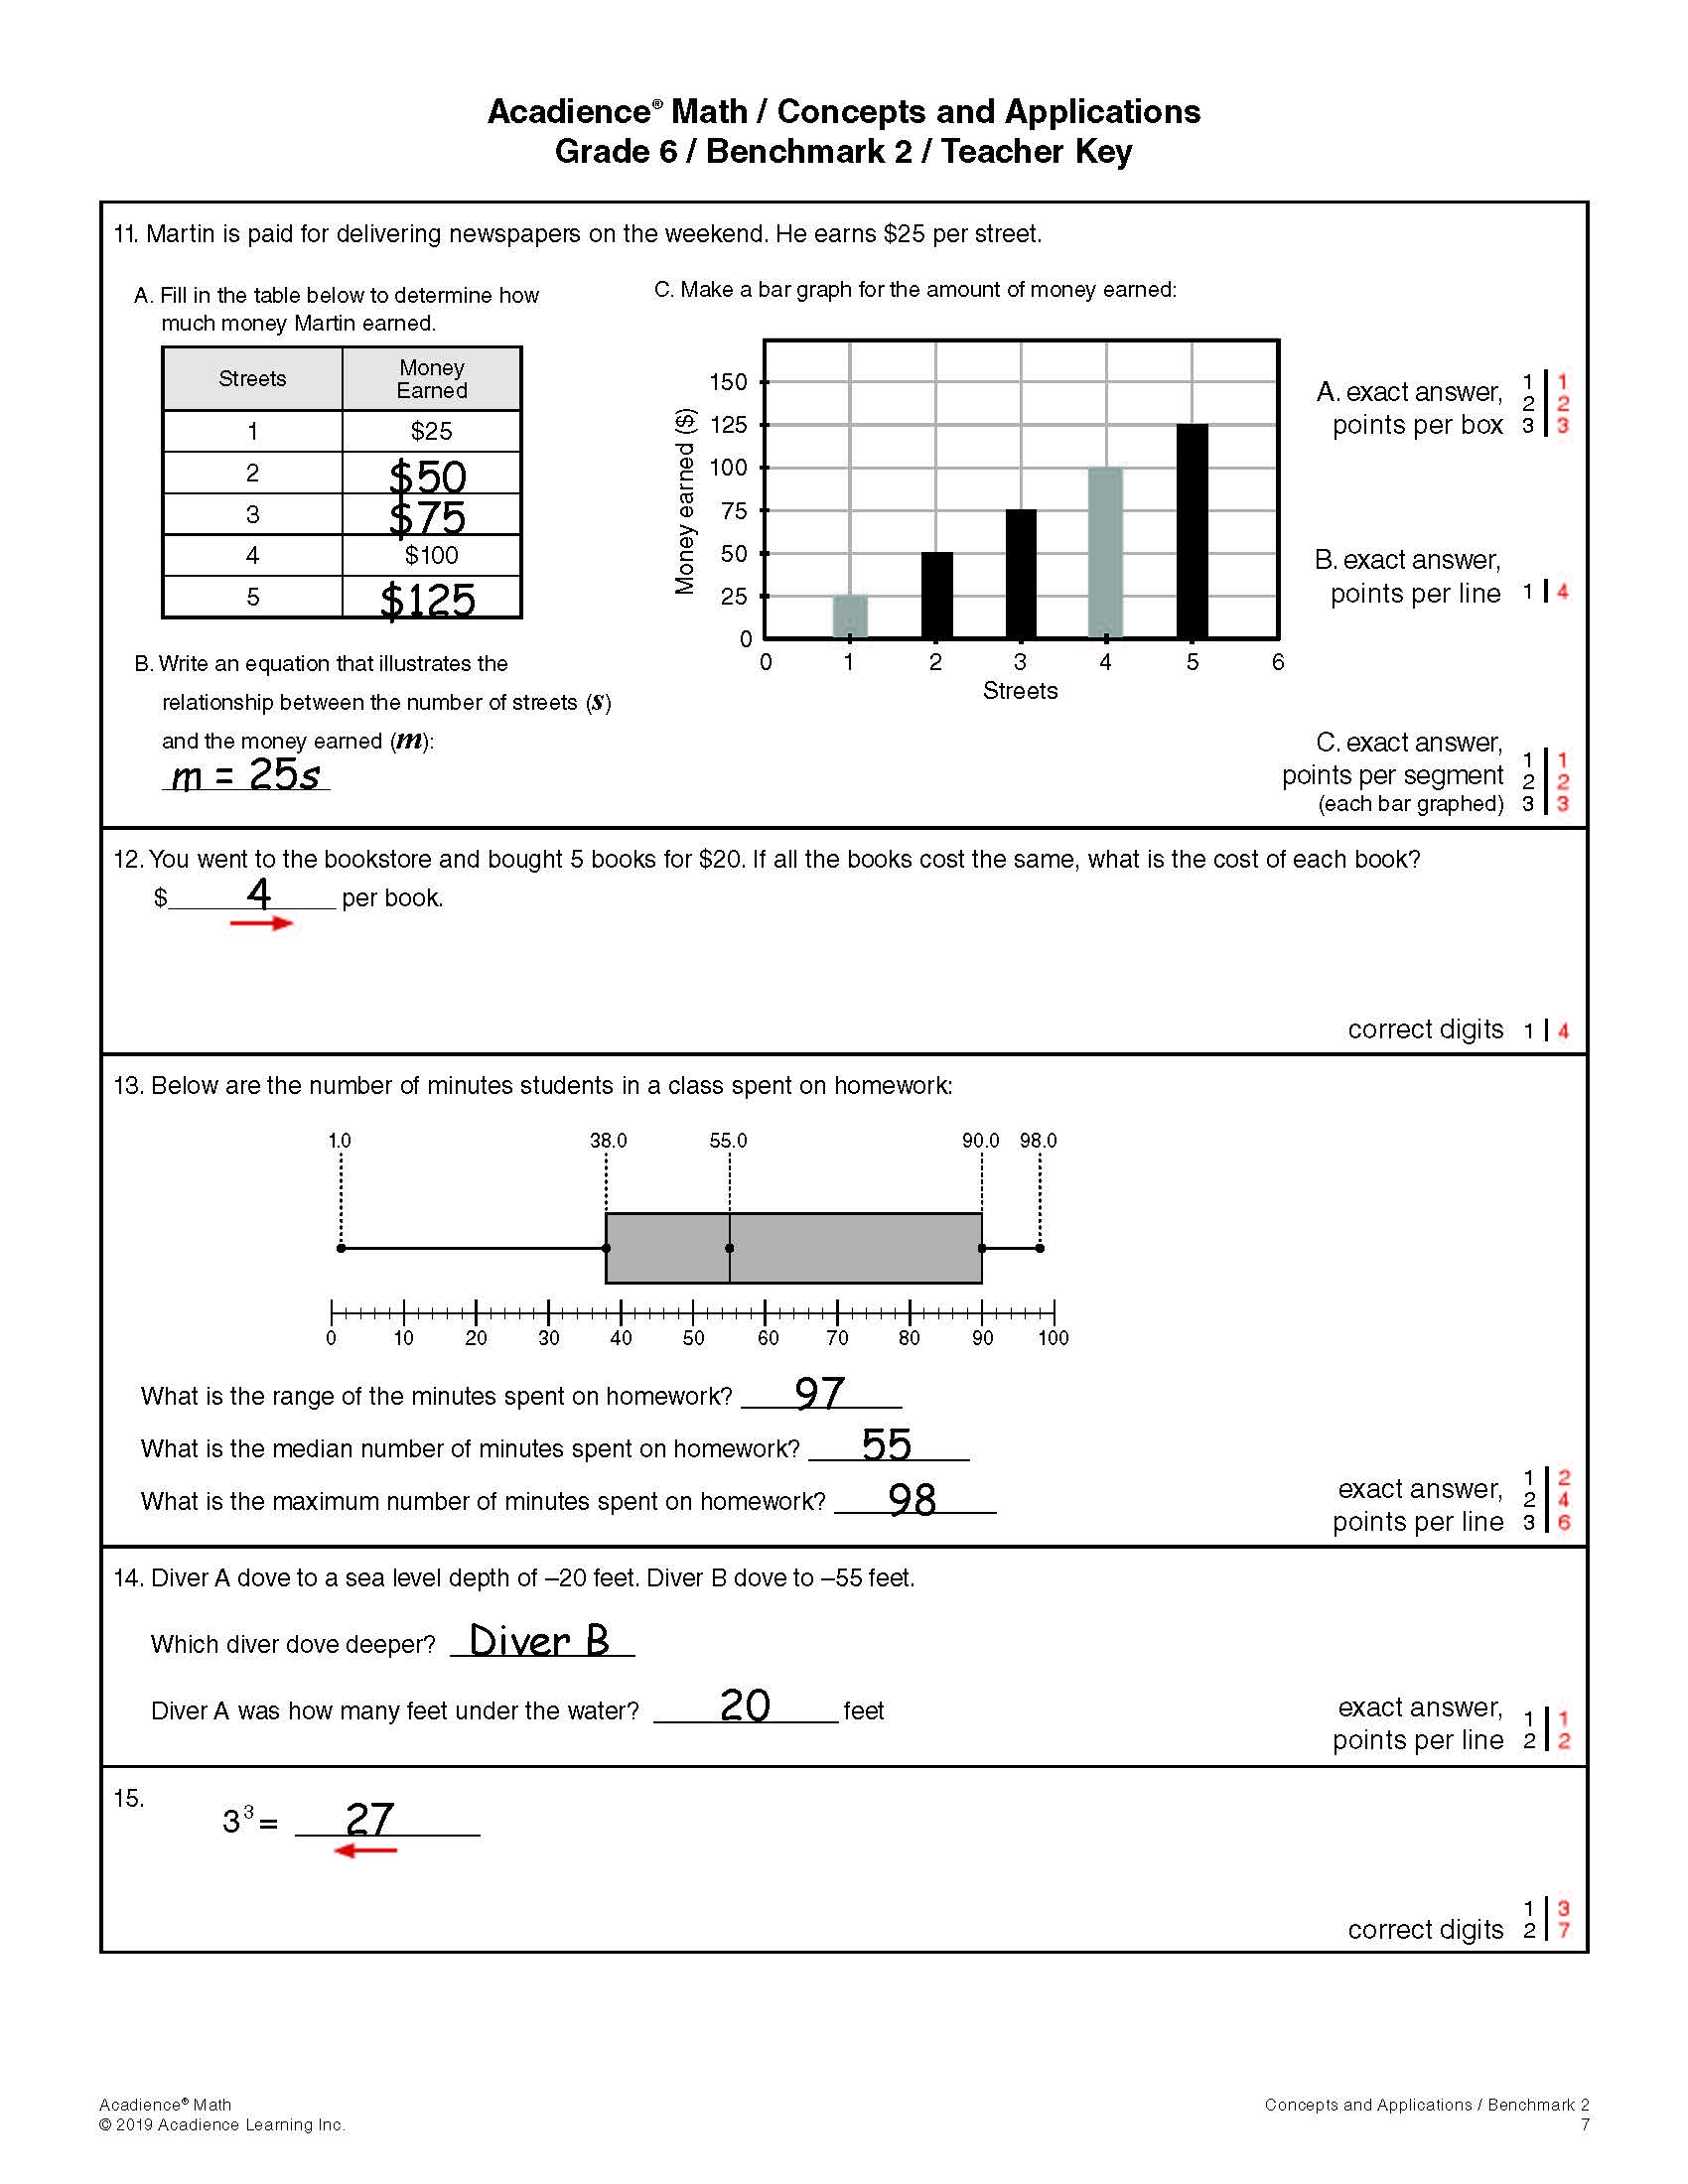 Acadience® Math / Concepts and Applications
Grade 6 / Benchmark 2 / Teacher Key
11. Martin is paid for delivering newspapers on the weekend. He earns $25 per street.
A. Fill in the table below to determine how
much money Martin earned.
Streets Money Earned
1 $25
2 $50
3 $75
4 $100
5 $125
B. Write an equation that illustrates the
relationship between the number of streets (s)
and the money earned (m):
m = 25s
C. Make a bar graph for the amount of money earned:
Money earned ($)
150
125
100
75
50
25
0
0 1 2 3 4 5 6
Streets
A. exact answer,
points per box
1 1
2 2
3 3
B. exact answer,
points per line 1 4
C. exact answer,
points per segment
(each bar graphed)
1 1
2 2
3 3
12. You went to the bookstore and bought 5 books for $20. If all the books cost the same, what is the cost of each book?
$ 4 per book.
correct digits 1 4
13. Below are the number of minutes students in a class spent on homework:
1.0 38.0 55.0 90.0 98.0
0 10 20 30 40 50 60 70 80 90 100
What is the range of the minutes spent on homework? 97
What is the median number of minutes spent on homework? 55
What is the maximum number of minutes spent on homework? 98
exact answer,
points per line
1 2
2 4
3 6
14. Diver A dove to a sea level depth of –20 feet. Diver B dove to –55 feet.
Which diver dove deeper? Diver B
Diver A was how many feet under the water? 20 feet
exact answer,
points per line
1 1
2 2
15.
3³ = 27
correct digits
1 3
2 7
Acadience® Math
© 2019 Acadience Learning Inc.
Concepts and Applications / Benchmark 2
7